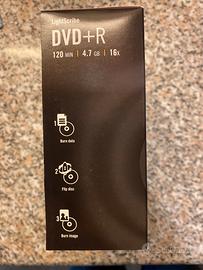 LightScribe
DVD+R
120 MIN | 4.7 GB | 16x
1
Burn data
2
Flip disc
3
Burn image